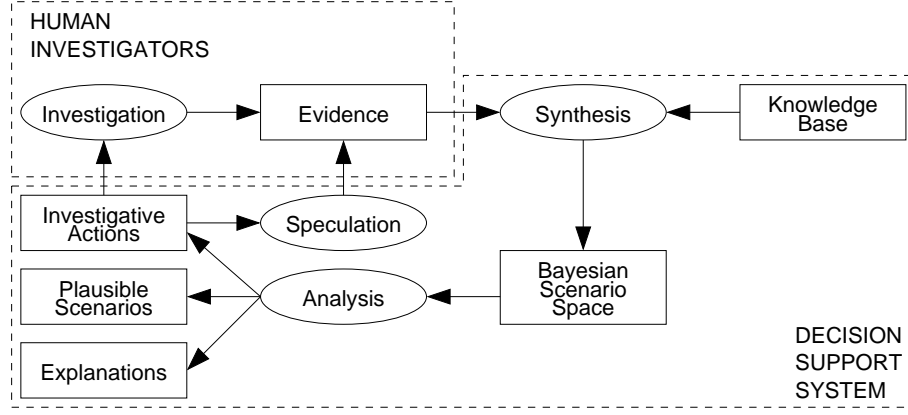 HUMAN
INVESTIGATORS
Investigation
Evidence
Synthesis
Knowledge
Base
Investigative
Actions
Speculation
Plausible
Scenarios
Analysis
Bayesian
Scenario
Space
Explanations
DECISION
SUPPORT
SYSTEM